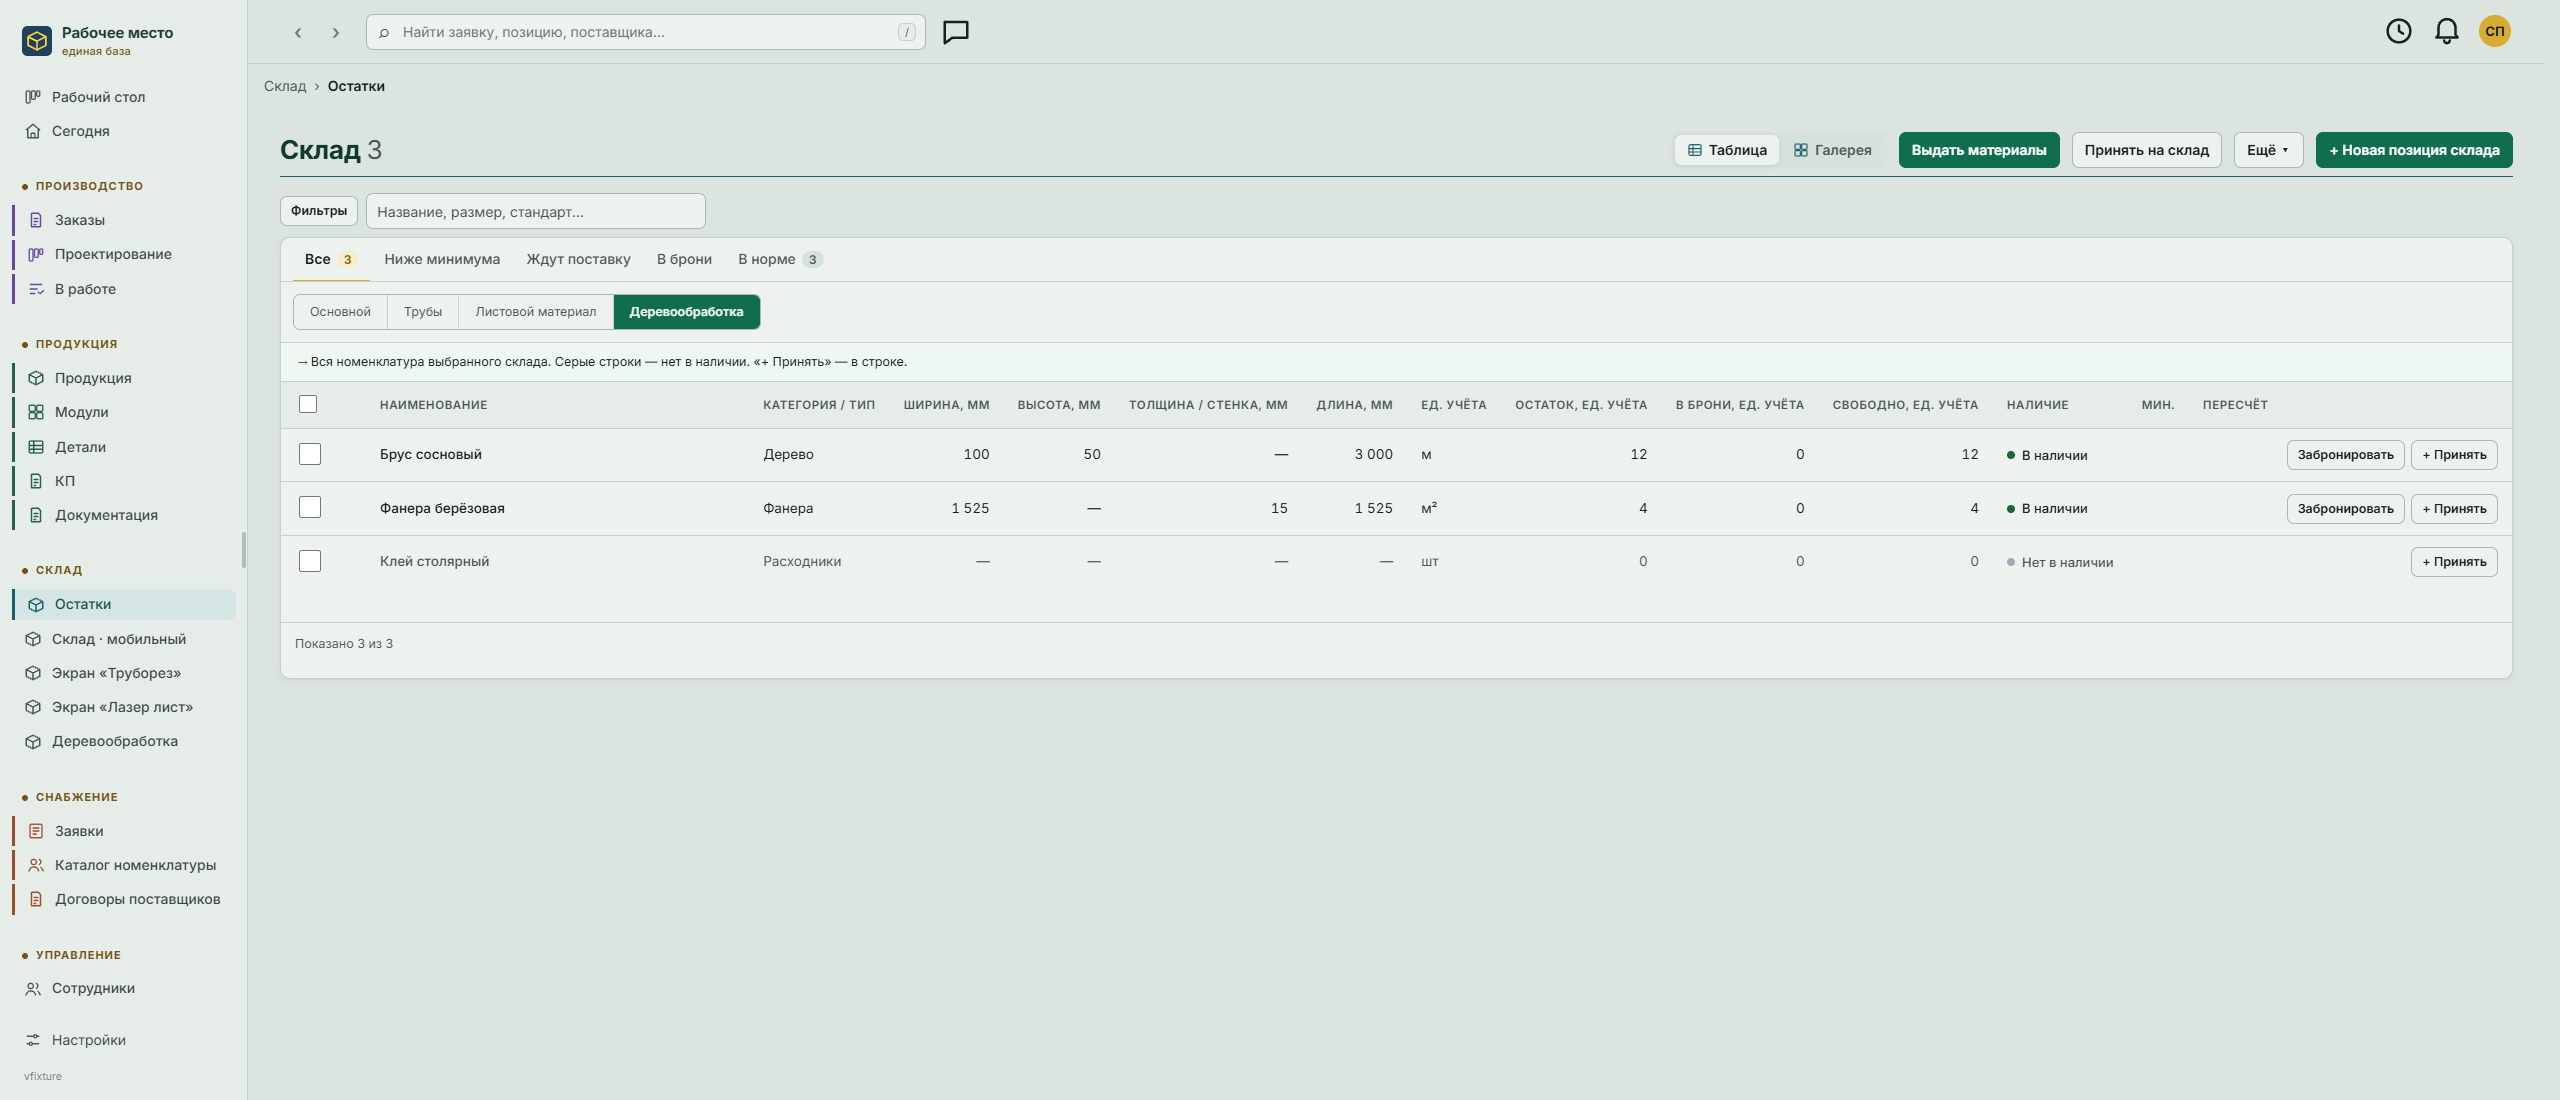 Рабочее место
единая база
Рабочий стол
Сегодня
ПРОИЗВОДСТВО
Заказы
Проектирование
В работе
ПРОДУКЦИЯ
Продукция
Модули
Детали
КП
Документация
СКЛАД
Остатки
Склад · мобильный
Экран «Труборез»
Экран «Лазер лист»
Деревообработка
СНАБЖЕНИЕ
Заявки
Каталог номенклатуры
Договоры поставщиков
УПРАВЛЕНИЕ
Сотрудники
Настройки
vfixture
‹ › Найти заявку, позицию, поставщика... / СП
Склад › Остатки
Склад 3 Таблица Галерея Выдать материалы Принять на склад Ещё ▾ + Новая позиция склада
Фильтры Название, размер, стандарт...
Все 3 Ниже минимума Ждут поставку В брони В норме 3
Основной Трубы Листовой материал Деревообработка
→ Вся номенклатура выбранного склада. Серые строки — нет в наличии. «+ Принять» — в строке.
НАИМЕНОВАНИЕ КАТЕГОРИЯ / ТИП ШИРИНА, ММ ВЫСОТА, ММ ТОЛЩИНА / СТЕНКА, ММ ДЛИНА, ММ ЕД. УЧЁТА ОСТАТОК, ЕД. УЧЁТА В БРОНИ, ЕД. УЧЁТА СВОБОДНО, ЕД. УЧЁТА НАЛИЧИЕ МИН. ПЕРЕСЧЁТ
Брус сосновый Дерево 100 50 — 3 000 м 12 0 12 В наличии Забронировать + Принять
Фанера берёзовая Фанера 1 525 — 15 1 525 м² 4 0 4 В наличии Забронировать + Принять
Клей столярный Расходники — — — — шт 0 0 0 Нет в наличии + Принять
Показано 3 из 3